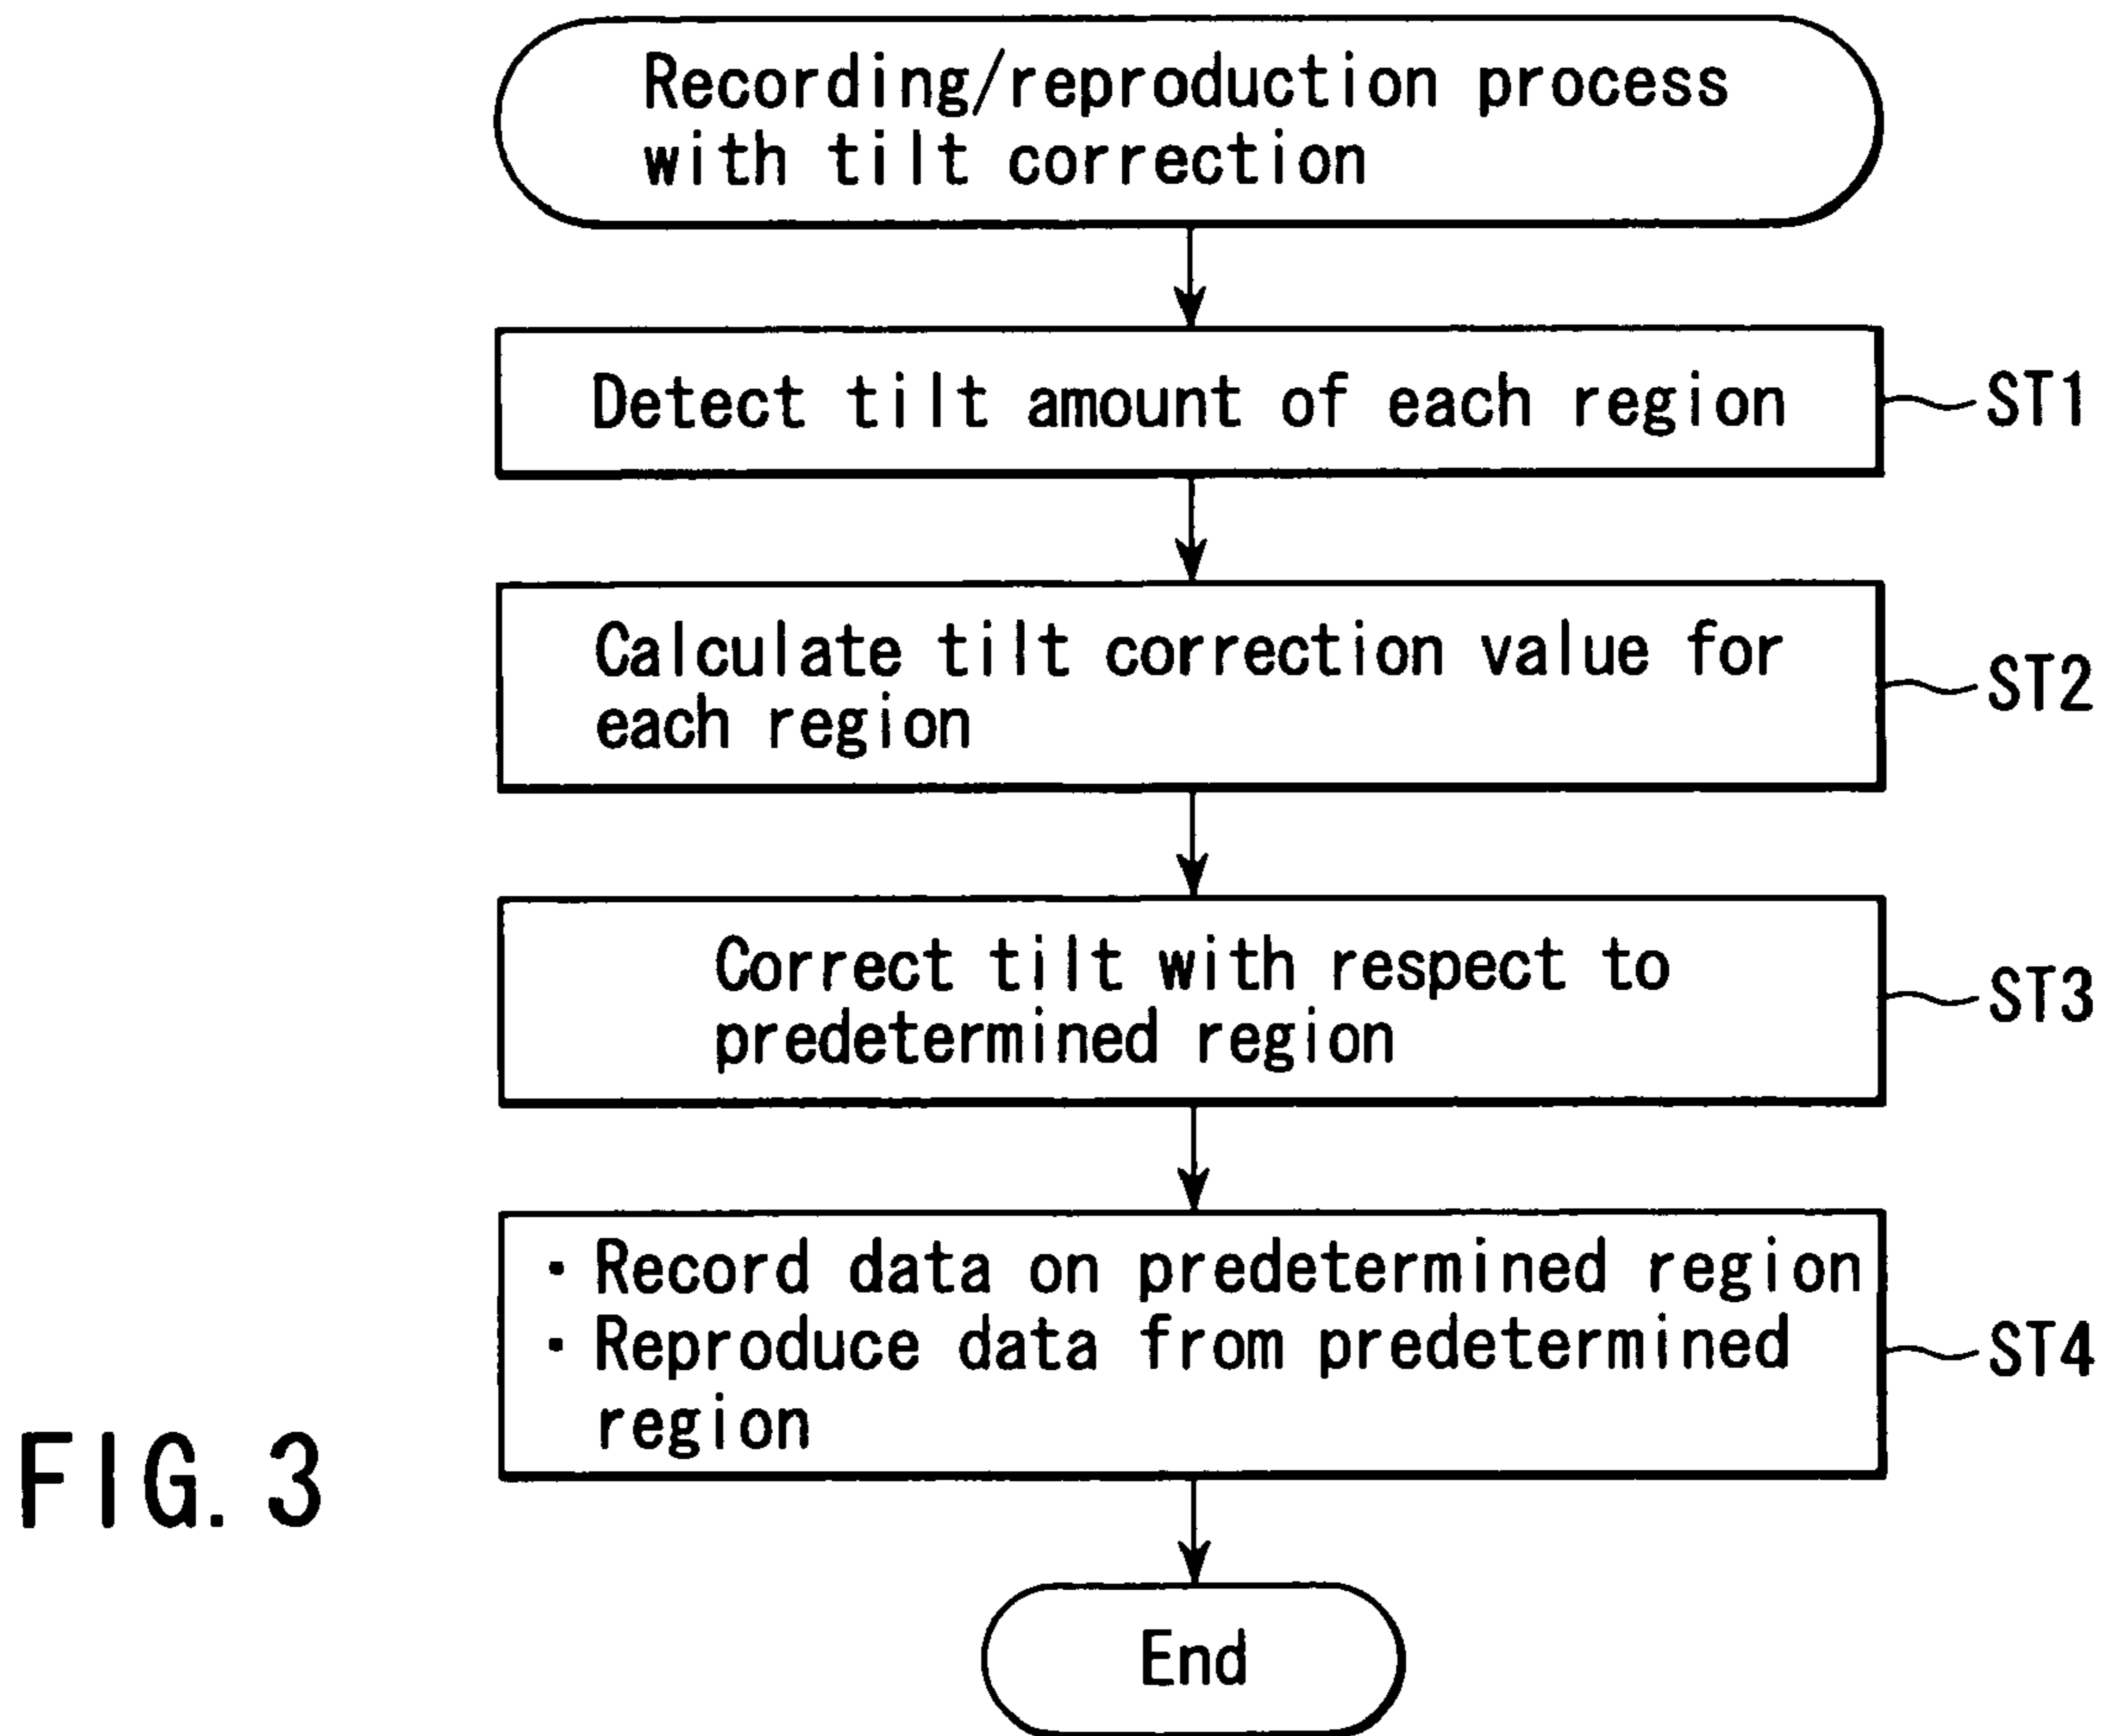 Recording/reproduction process
with tilt correction
Detect tilt amount of each region
ST1
Calculate tilt correction value for
each region
ST2
Correct tilt with respect to
predetermined region
ST3
・Record data on predetermined region
・Reproduce data from predetermined
region
ST4
End
FIG. 3